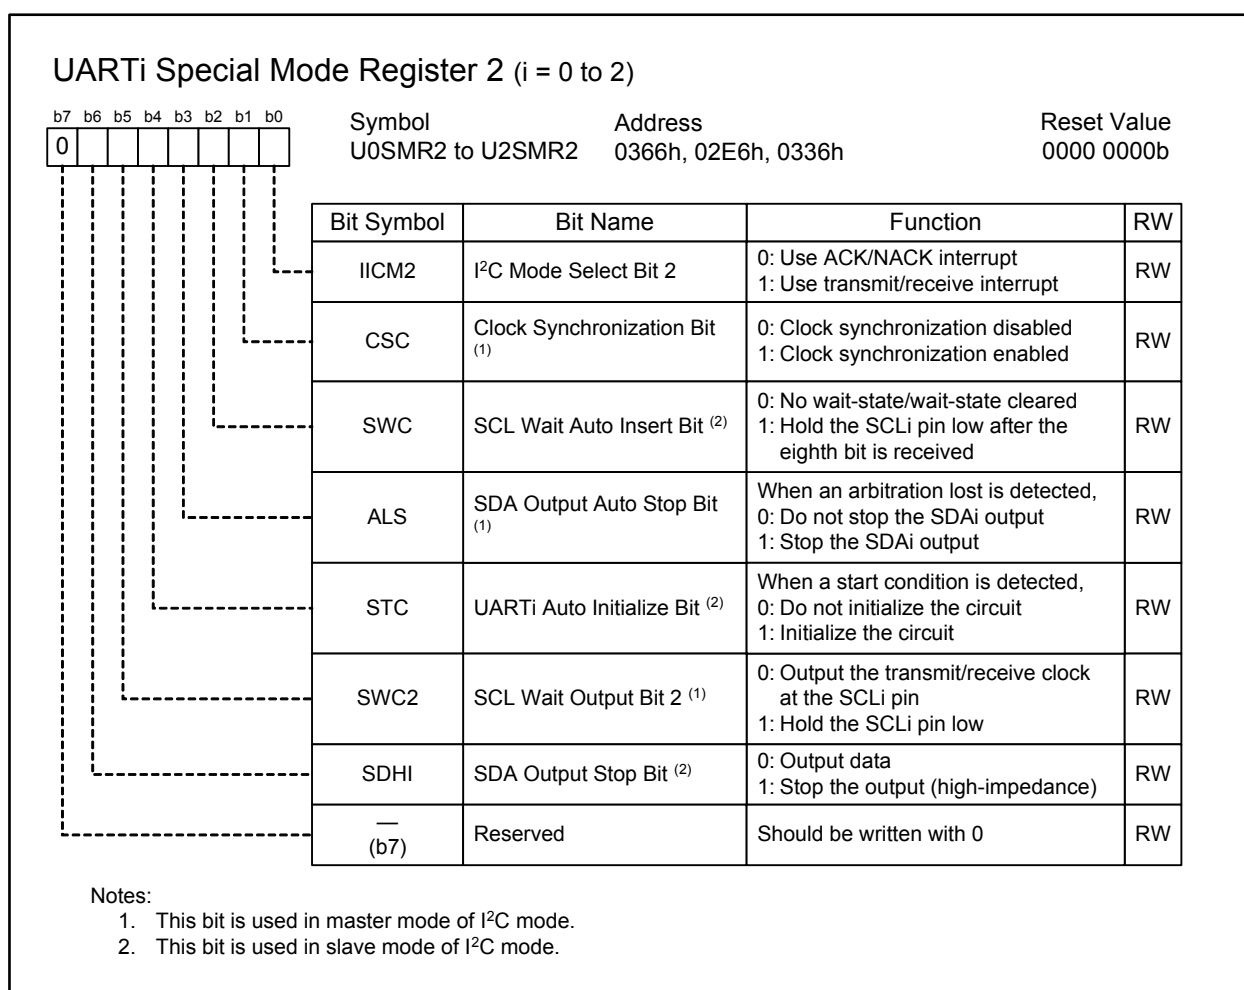 UARTi Special Mode Register 2 (i = 0 to 2)
b7 b6 b5 b4 b3 b2 b1 b0
0
Symbol Address Reset Value
U0SMR2 to U2SMR2 0366h, 02E6h, 0336h 0000 0000b
Bit Symbol Bit Name Function RW
IICM2 I²C Mode Select Bit 2 0: Use ACK/NACK interrupt RW
1: Use transmit/receive interrupt
CSC Clock Synchronization Bit (1) 0: Clock synchronization disabled RW
1: Clock synchronization enabled
SWC SCL Wait Auto Insert Bit (2) 0: No wait-state/wait-state cleared RW
1: Hold the SCLi pin low after the
eighth bit is received
ALS SDA Output Auto Stop Bit (1) When an arbitration lost is detected, RW
0: Do not stop the SDAi output
1: Stop the SDAi output
STC UARTi Auto Initialize Bit (2) When a start condition is detected, RW
0: Do not initialize the circuit
1: Initialize the circuit
SWC2 SCL Wait Output Bit 2 (1) 0: Output the transmit/receive clock RW
at the SCLi pin
1: Hold the SCLi pin low
SDHI SDA Output Stop Bit (2) 0: Output data RW
1: Stop the output (high-impedance)
— (b7) Reserved Should be written with 0 RW
Notes:
1. This bit is used in master mode of I²C mode.
2. This bit is used in slave mode of I²C mode.